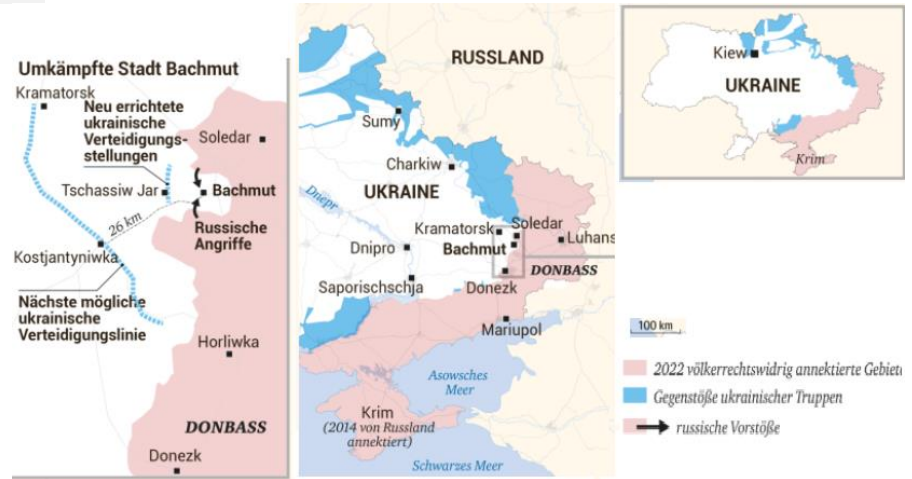 Umkämpfte Stadt Bachmut
Kramatorsk
Neu errichtete
ukrainische
Verteidigungs-
stellungen
Soledar
Tschassiw Jar
Bachmut
26 km
Russische
Angriffe
Kostjantyniwka
Nächste mögliche
ukrainische
Verteidigungslinie
Horliwka
DONBASS
Donezk
RUSSLAND
Sumy
Charkiw
UKRAINE
Dnepr
Kramatorsk
Soledar
Bachmut
Luhans
Dnipro
DONBASS
Saporischschja
Donezk
Mariupol
Asowsches
Meer
Krim
(2014 von Russland
annektiert)
Schwarzes Meer
Kiew
UKRAINE
Krim
100 km
2022 völkerrechtswidrig annektierte Gebiet
Gegenstöße ukrainischer Truppen
russische Vorstöße